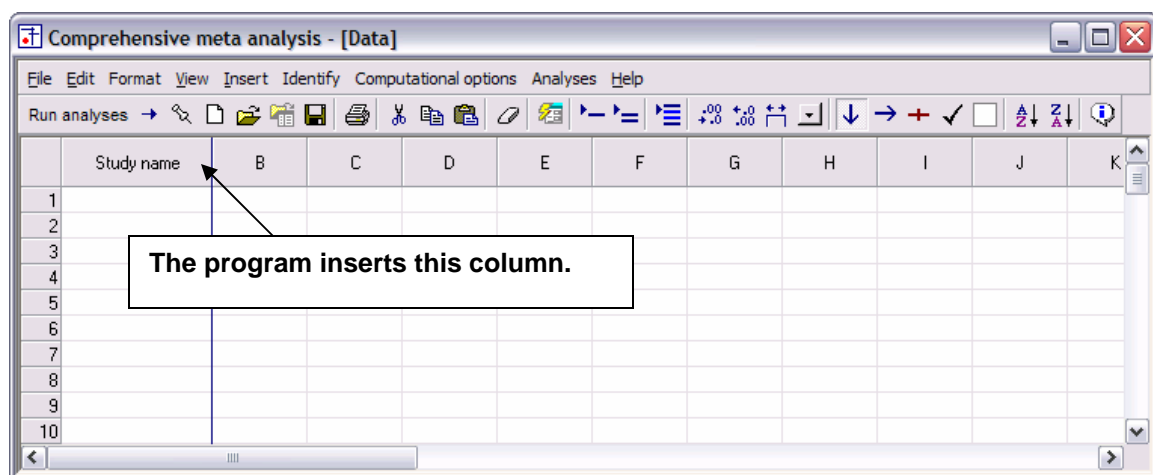 Comprehensive meta analysis - [Data]
File Edit Format View Insert Identify Computational options Analyses Help
Run analyses
Study name B C D E F G H I J K
1
2
3
The program inserts this column.
4
5
6
7
8
9
10